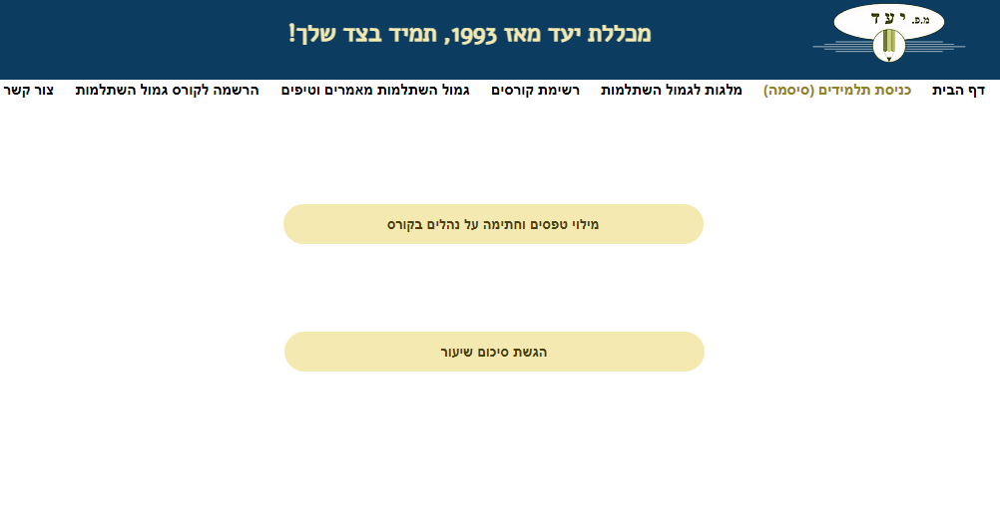 מ.פ. יעד
מכללת יעד מאז 1993, תמיד בצד שלך!
דף הבית
כניסת תלמידים (סיסמה)
מלגות לגמול השתלמות
רשימת קורסים
גמול השתלמות מאמרים וטיפים
הרשמה לקורס גמול השתלמות
צור קשר
מילוי טפסים וחתימה על נהלים בקורס
הגשת סיכום שיעור